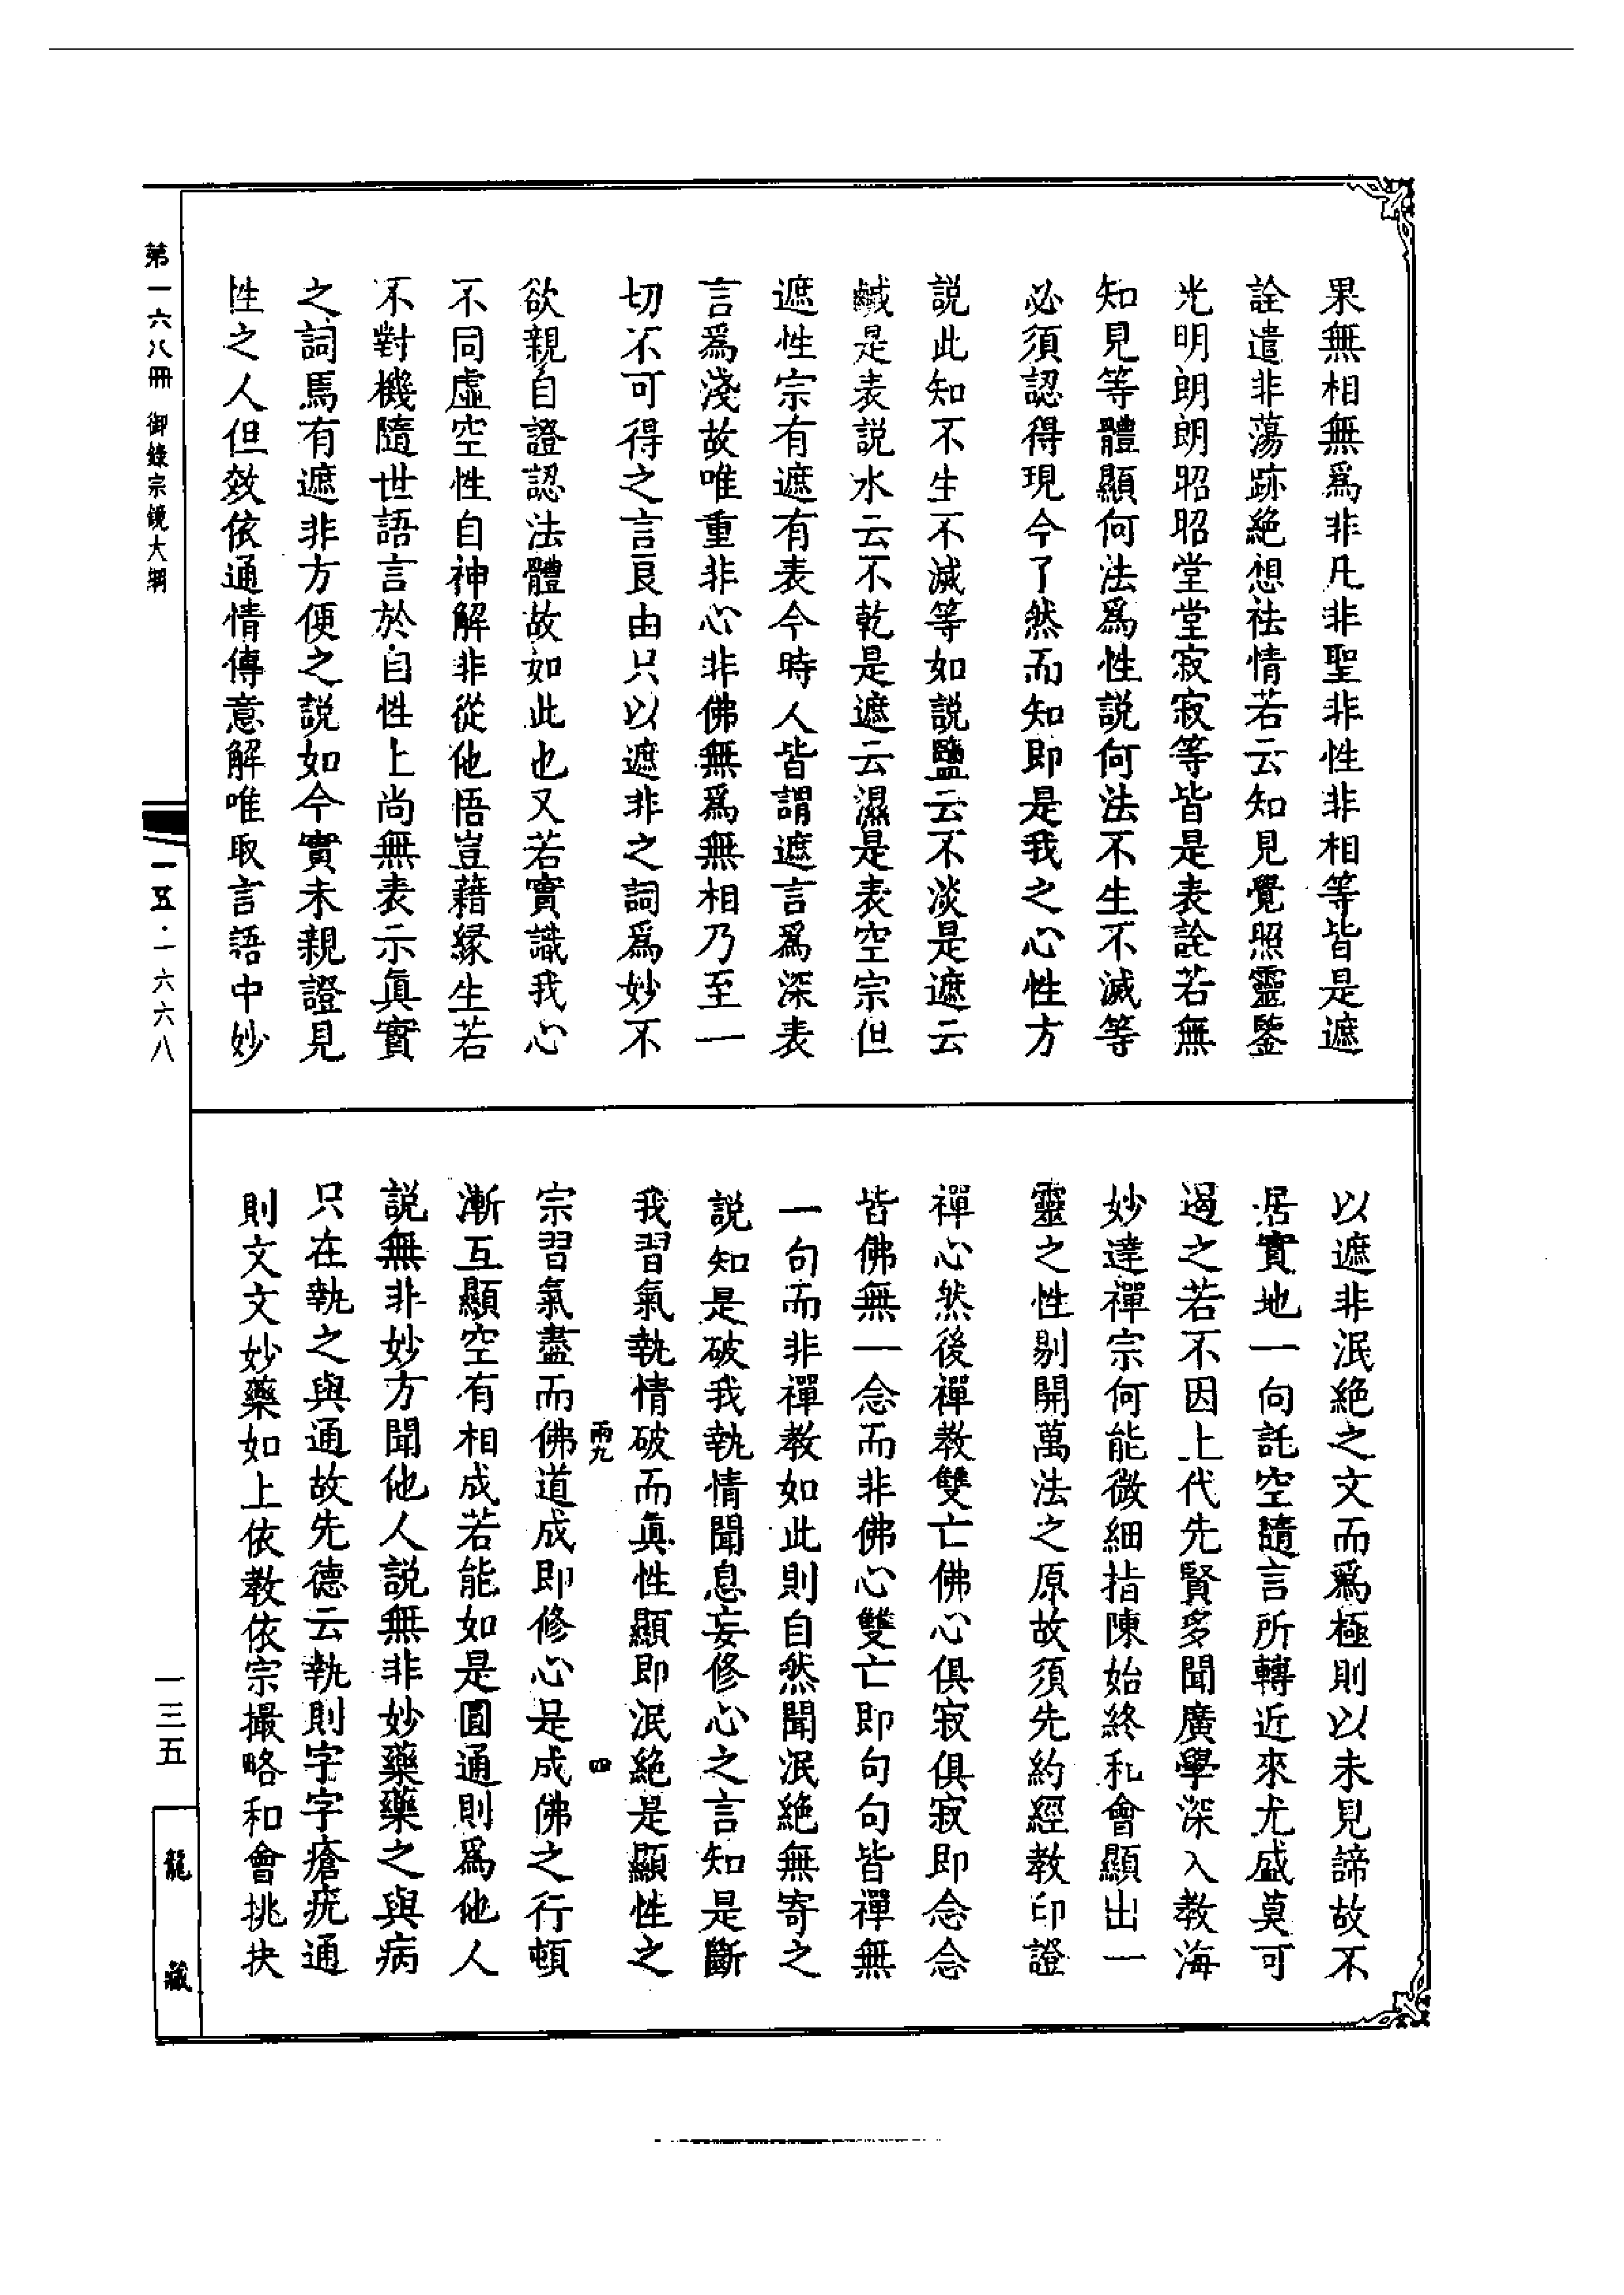 果無相無爲非凡非聖非性非相等皆是遮
詮遣非蕩跡絶想祛情若云知見覺照靈鑒
光明朗朗昭昭堂堂寂寂等皆是表詮若無
知見等體顯何法爲性說何法不生不滅等
必須認得現今了然而知即是我之心性方
説此知不生不滅等如説鹽云不淡是遮云
鹹是表説水云不乾是遮云濕是表空宗但
遮性宗有遮有表今時人皆謂遮言爲深表
言爲淺故唯重非心非佛無爲無相乃至一
切不可得之言良由只以遮非之詞爲妙不
欲親自證認法體故如此也又若實識我心
不同虛空性自神解非從他悟豈藉緣生若
不對機隨世語言於自性上尚無表示眞實
之詞焉有遮非方便之説如今實未親證見
性之人但效依通情傳意解唯取言語中妙
以遮非泯絶之文而爲極則以未見諦故不
居實地一向託空隨言所轉近來尤盛莫可
遏之若不因上代先賢多聞廣學深入教海
妙達禪宗何能微細指陳始終和會顯出一
靈之性剔開萬法之原故須先約經教印證
禪心然後禪教雙亡佛心俱寂俱寂即念念
皆佛無一念而非佛心雙亡即句句皆禪無
一句而非禪教如此則自然聞泯絶無寄之
說知是破我執情聞息妄修心之言知是斷
我習氣執情破而眞性顯即泯絶是顯性之
宗習氣盡而佛道成即修心是成佛之行頓
漸互顯空有相成若能如是圓通則爲他人
説無非妙方聞他人説無非妙藥藥之與病
只在執之與通故先德云執則字字瘡疣通
則文文妙藥如上依教依宗撮略和會挑抉
雨九
四
第一六八冊 御錄宗鏡大綱
一五·一六六八
一三五
龍藏